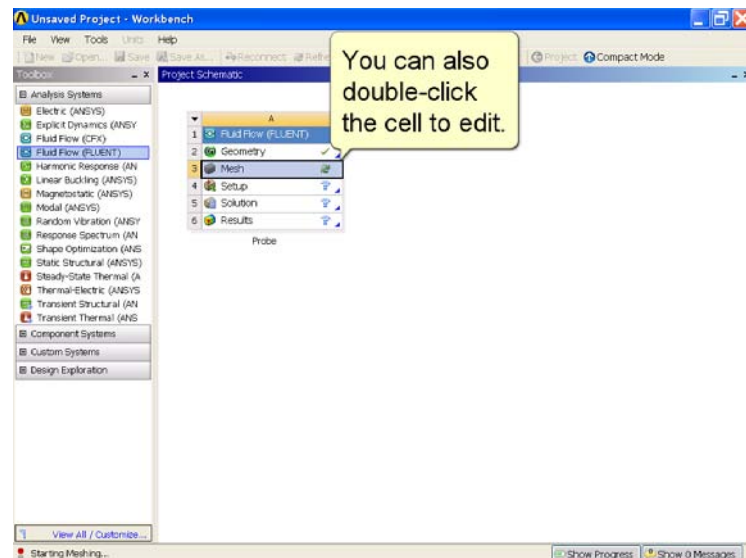 Unsaved Project - Workbench
File View Tools Units Help
New Open... Save Save As... Reconnect Project Compact Mode
Toolbox
Project Schematic
You can also
double-click
the cell to edit.
Analysis Systems
Electric (ANSYS)
Explicit Dynamics (ANSY
Fluid Flow (CFX)
Fluid Flow (FLUENT)
Harmonic Response (AN
Linear Buckling (ANSYS)
Magnetostatic (ANSYS)
Modal (ANSYS)
Random Vibration (ANSY
Response Spectrum (AN
Shape Optimization (ANS
Static Structural (ANSYS)
Steady-State Thermal (A
Thermal-Electric (ANSYS
Transient Structural (AN
Transient Thermal (ANS
Component Systems
Custom Systems
Design Exploration
A
1 Fluid Flow (FLUENT)
2 Geometry
3 Mesh
4 Setup
5 Solution
6 Results
Probe
View All / Customize...
Starting Meshing...
Show Progress Show 0 Messages